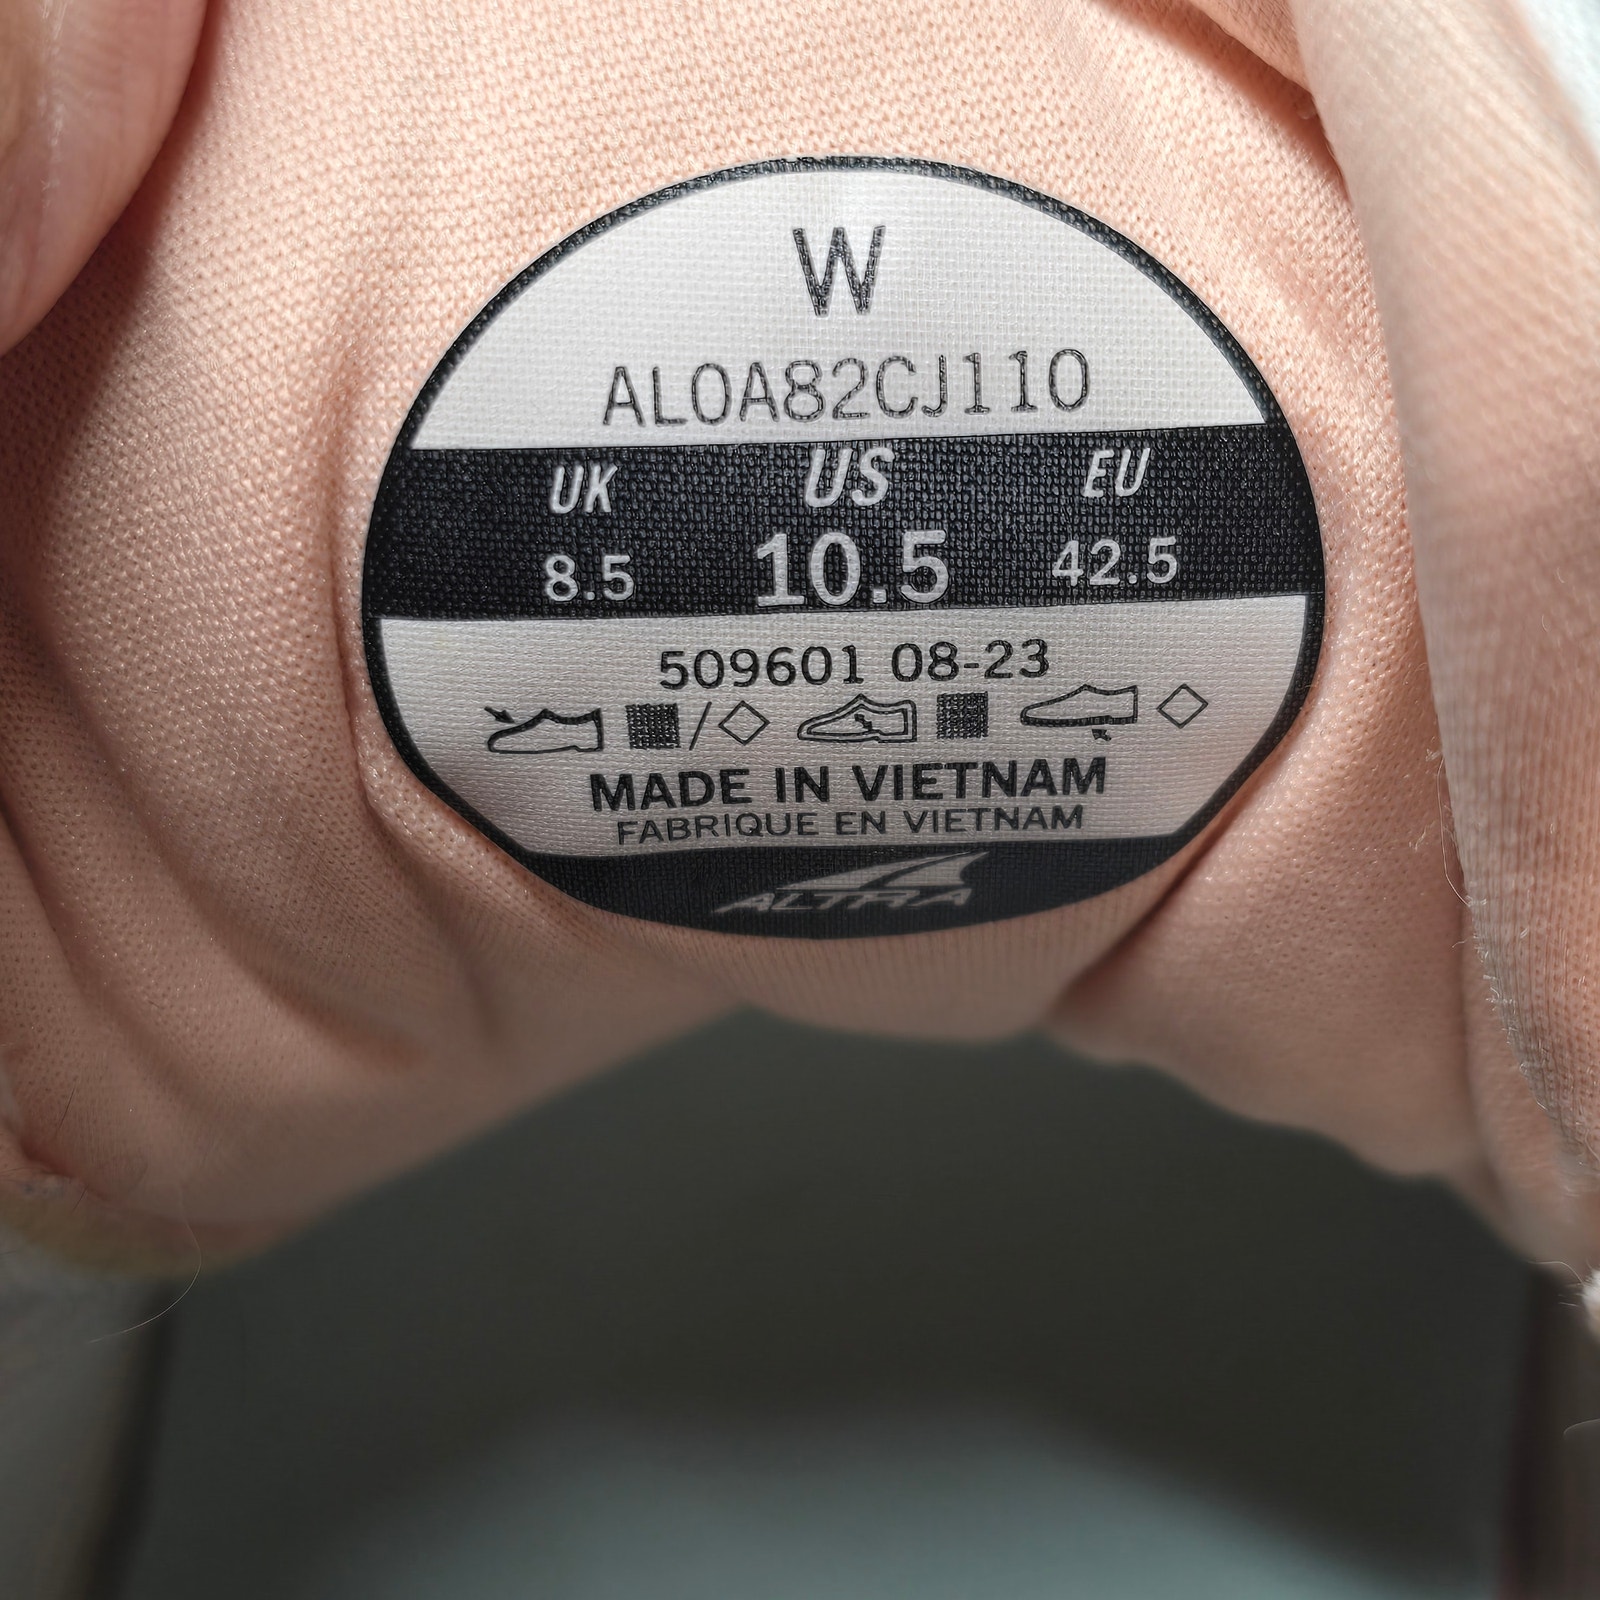 W
AL0A82CJ110
UK US EU
8.5 10.5 42.5
509601 08-23
MADE IN VIETNAM
FABRIQUE EN VIETNAM
ALTRA